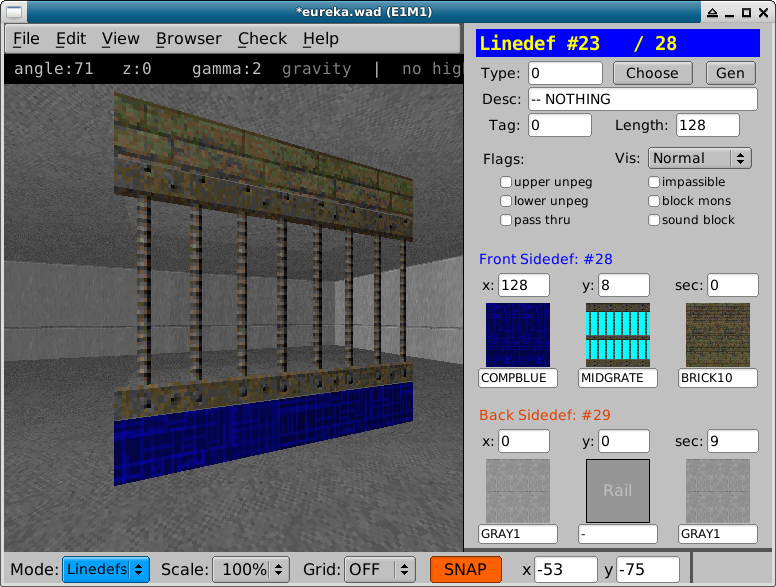 *eureka.wad (E1M1)
File Edit View Browser Check Help
angle:71 z:0 gamma:2 gravity | no
Linedef #23 / 28
Type: 0 Choose Gen
Desc: -- NOTHING
Tag: 0 Length: 128
Flags: Vis: Normal
upper unpeg impassible
lower unpeg block mons
pass thru sound block
Front Sidedef: #28
x: 128 y: 8 sec: 0
COMPBLUE MIDGRATE BRICK10
Back Sidedef: #29
x: 0 y: 0 sec: 9
Rail
GRAY1 - GRAY1
Mode: Linedefs Scale: 100% Grid: OFF SNAP x -53 y -75